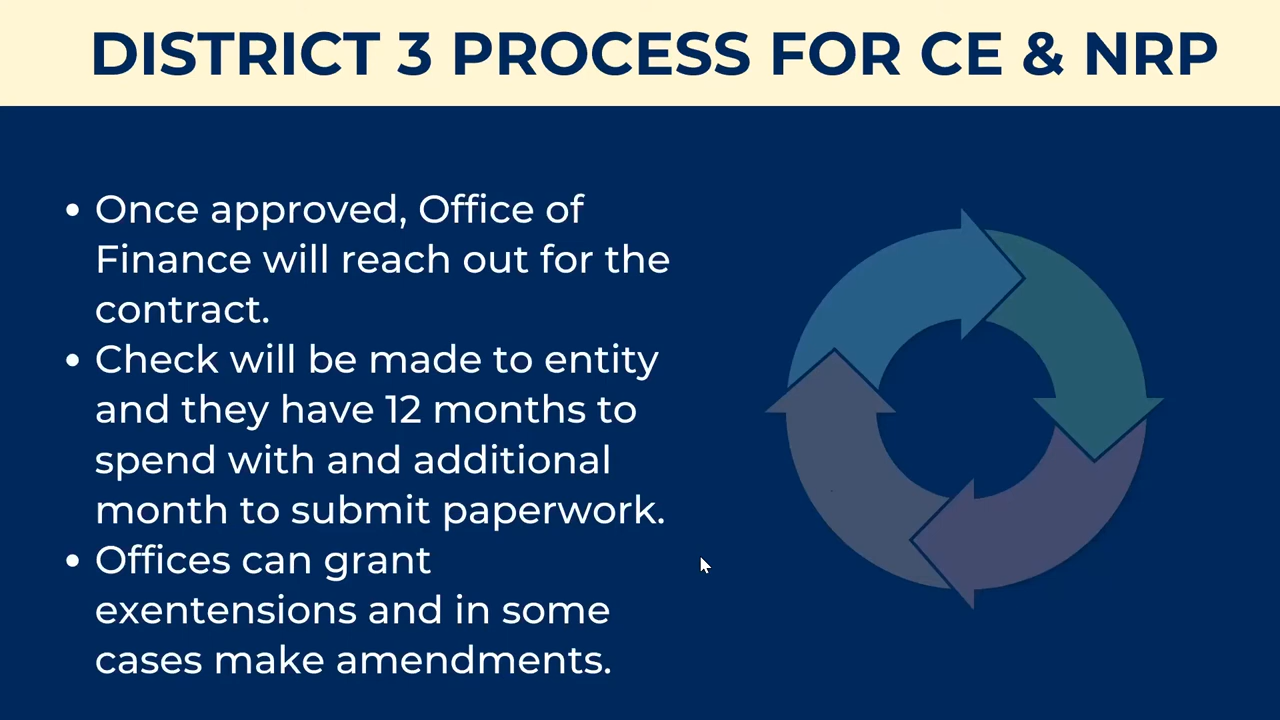 DISTRICT 3 PROCESS FOR CE & NRP
• Once approved, Office of
Finance will reach out for the
contract.
• Check will be made to entity
and they have 12 months to
spend with and additional
month to submit paperwork.
• Offices can grant
exentensions and in some
cases make amendments.